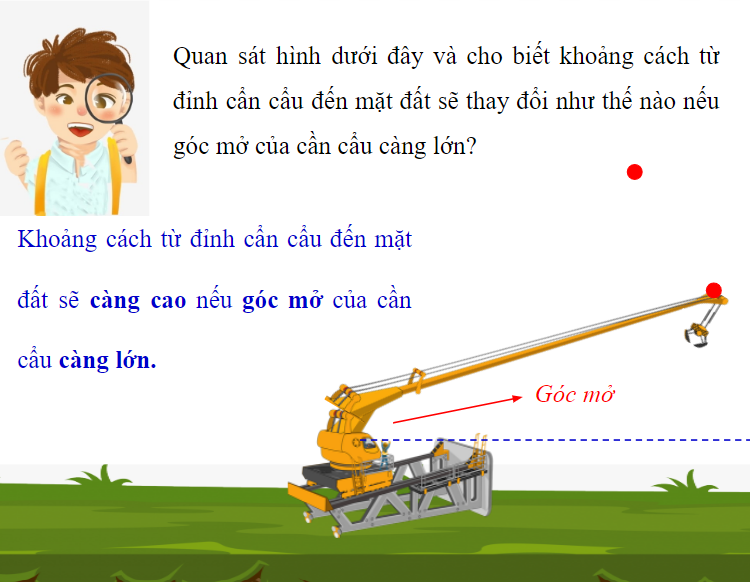 Quan sát hình dưới đây và cho biết khoảng cách từ
đỉnh cẩn cẩu đến mặt đất sẽ thay đổi như thế nào nếu
góc mở của cần cẩu càng lớn?
Khoảng cách từ đỉnh cẩn cẩu đến mặt
đất sẽ càng cao nếu góc mở của cần
cẩu càng lớn.
Góc mở